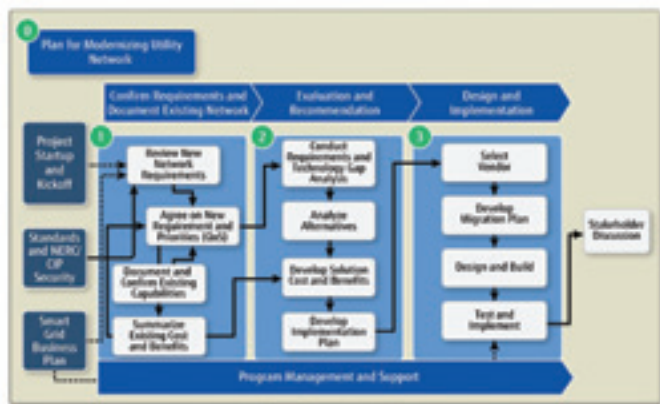 0
Plan for Modernizing Utility
Network
Confirm Requirements and
Document Existing Network
Evaluation and
Recommendation
Design and
Implementation
Project
Startup and
Kickoff
Standards and NERC/
CIP Security
Smart
Grid
Business
Plan
1
Review New
Network
Requirements
Agree on New
Requirement and
Priorities (QoS)
Document and
Confirm Existing
Capabilities
Summarize
Existing Cost
and Benefits
2
Conduct
Requirements and
Technology Gap
Analysis
Analyze
Alternatives
Develop Solution
Cost and Benefits
Develop
Implementation
Plan
3
Select
Vendor
Develop
Migration Plan
Design and Build
Test and
Implement
Stakeholder
Discussion
Program Management and Support